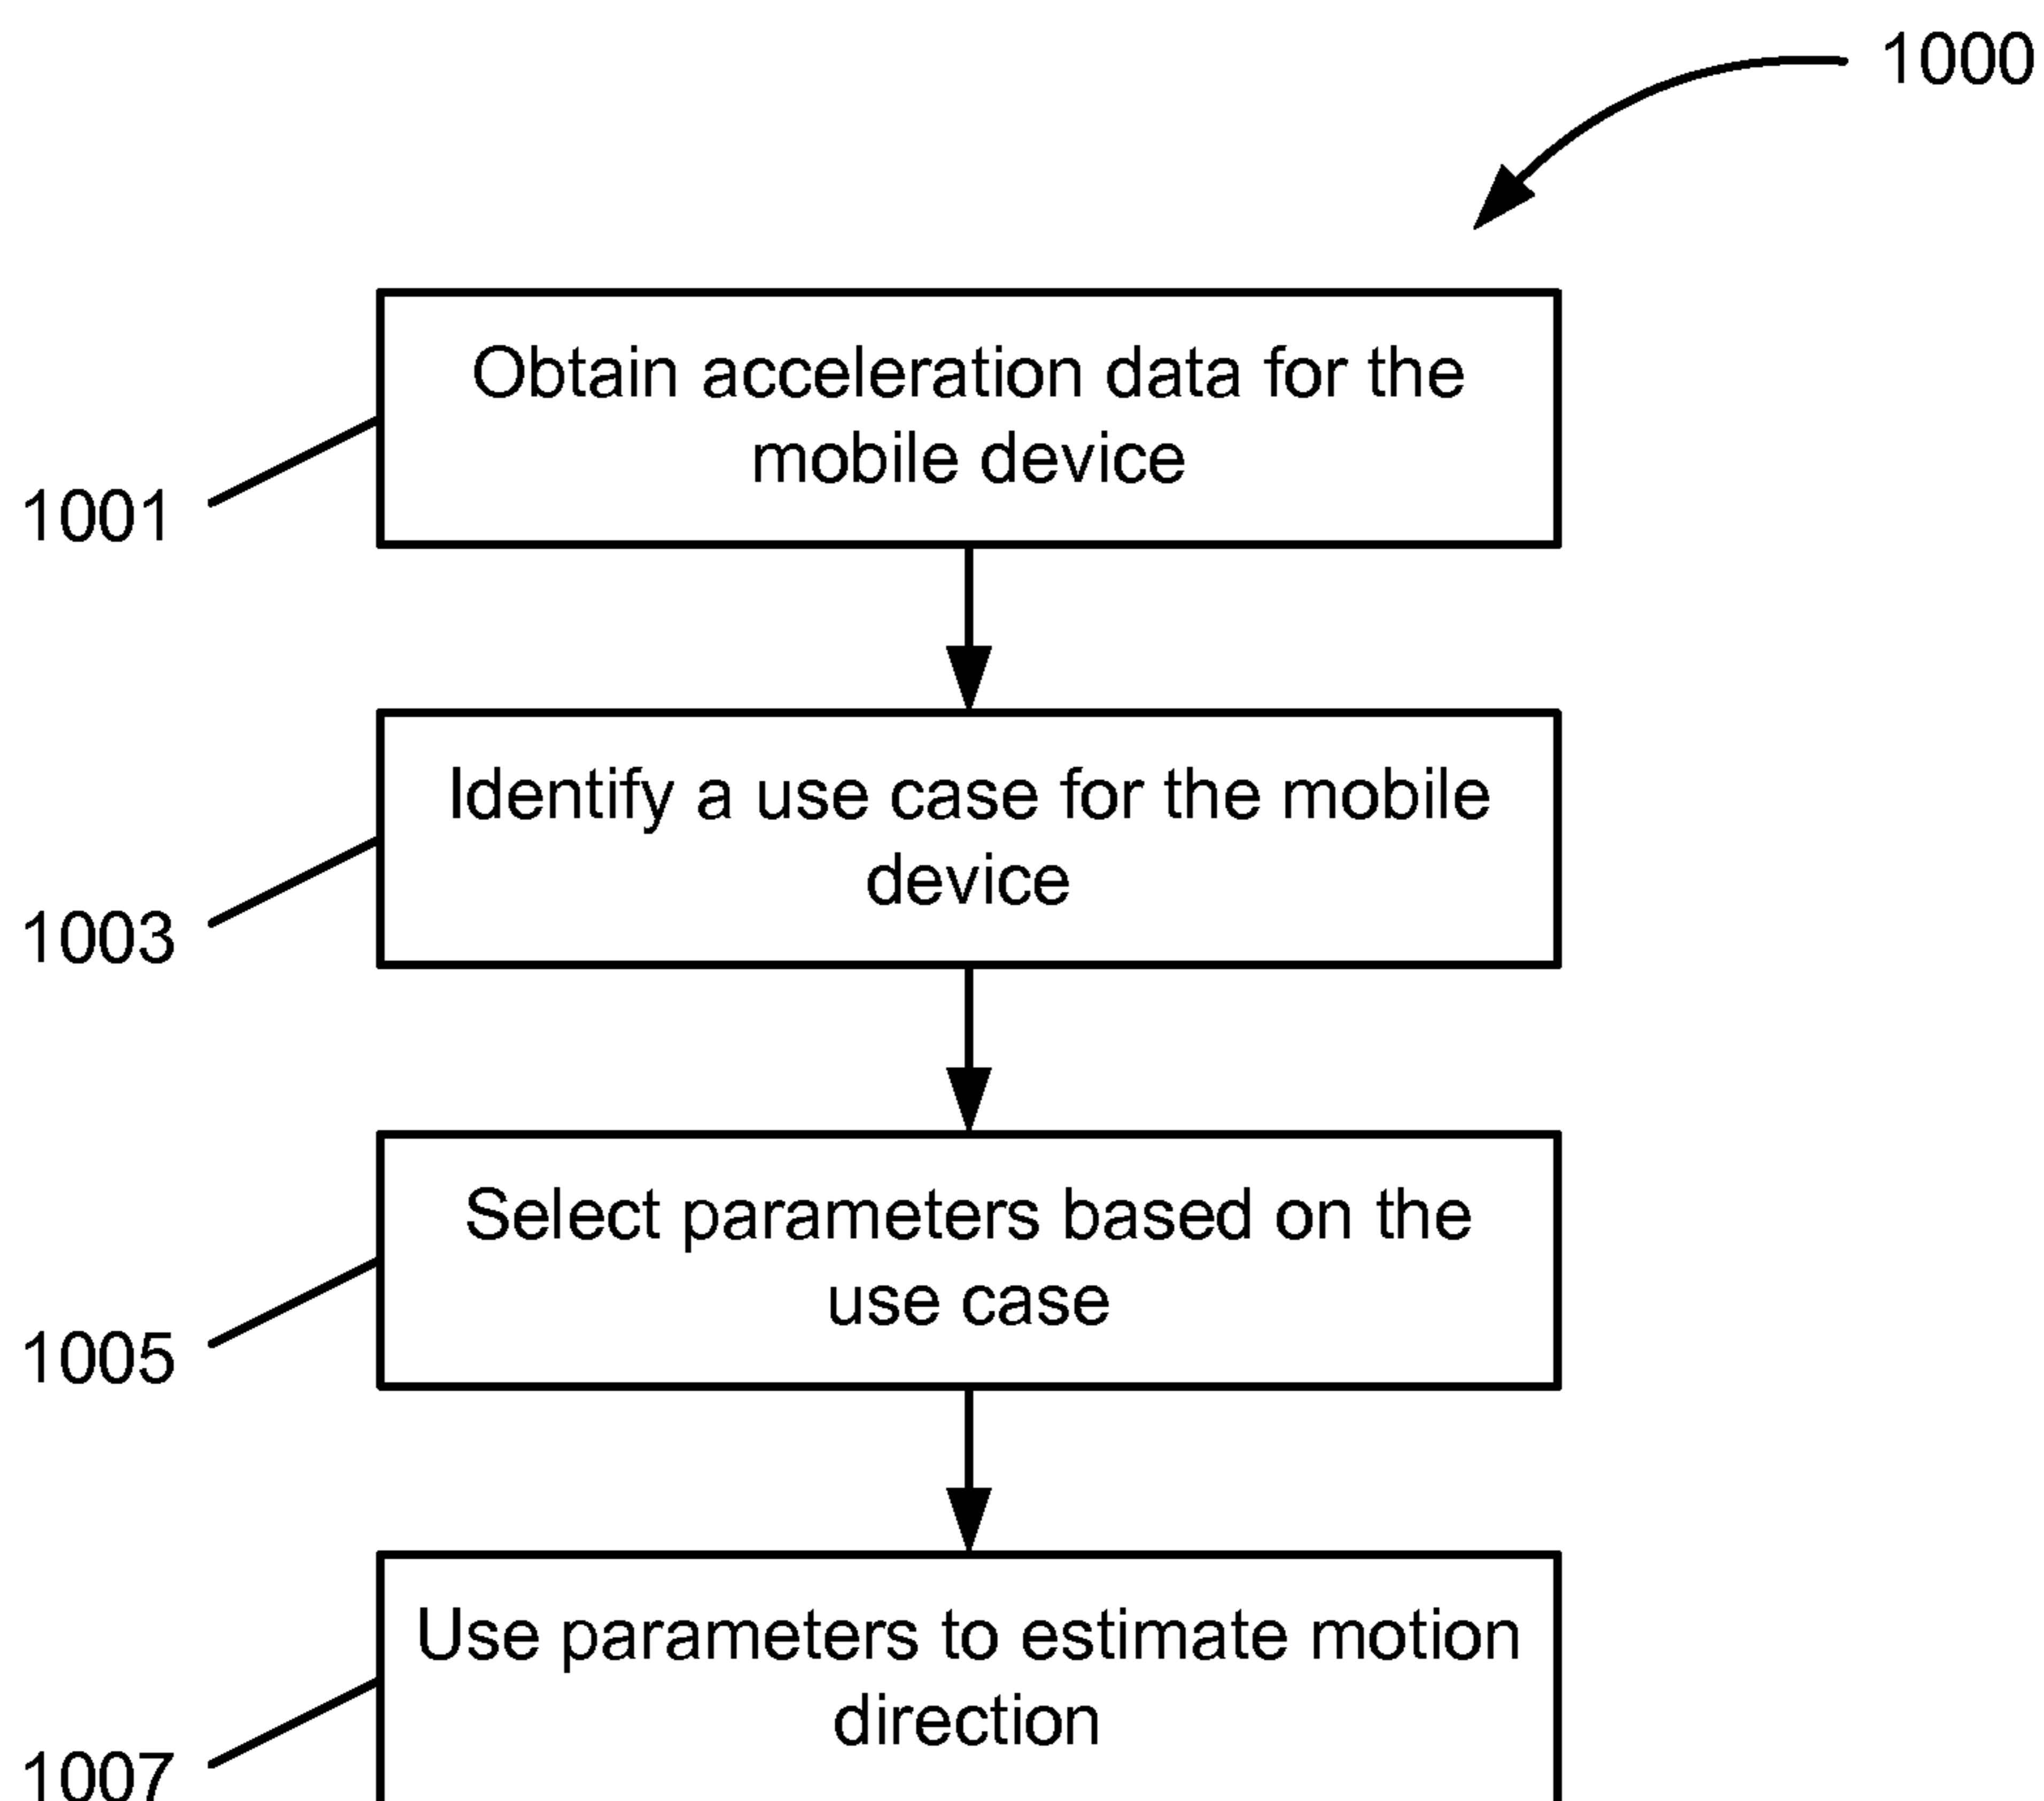 1000
Obtain acceleration data for the
mobile device
1001
Identify a use case for the mobile
device
1003
Select parameters based on the
use case
1005
Use parameters to estimate motion
direction
1007